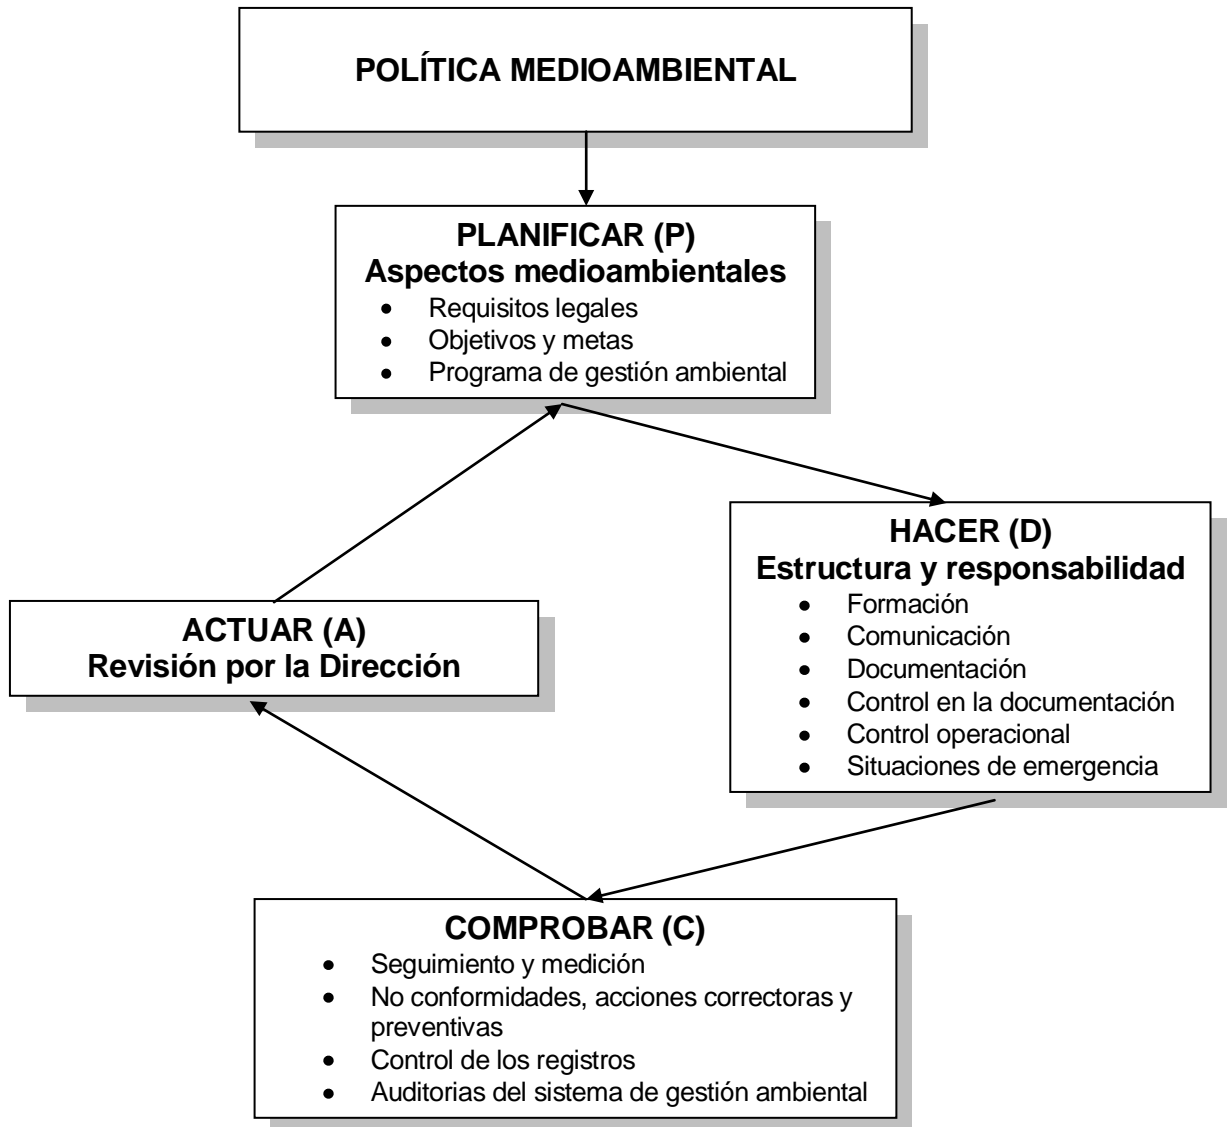 POLÍTICA MEDIOAMBIENTAL
PLANIFICAR (P)
Aspectos medioambientales
• Requisitos legales
• Objetivos y metas
• Programa de gestión ambiental
HACER (D)
Estructura y responsabilidad
• Formación
• Comunicación
• Documentación
• Control en la documentación
• Control operacional
• Situaciones de emergencia
ACTUAR (A)
Revisión por la Dirección
COMPROBAR (C)
• Seguimiento y medición
• No conformidades, acciones correctoras y
preventivas
• Control de los registros
• Auditorias del sistema de gestión ambiental